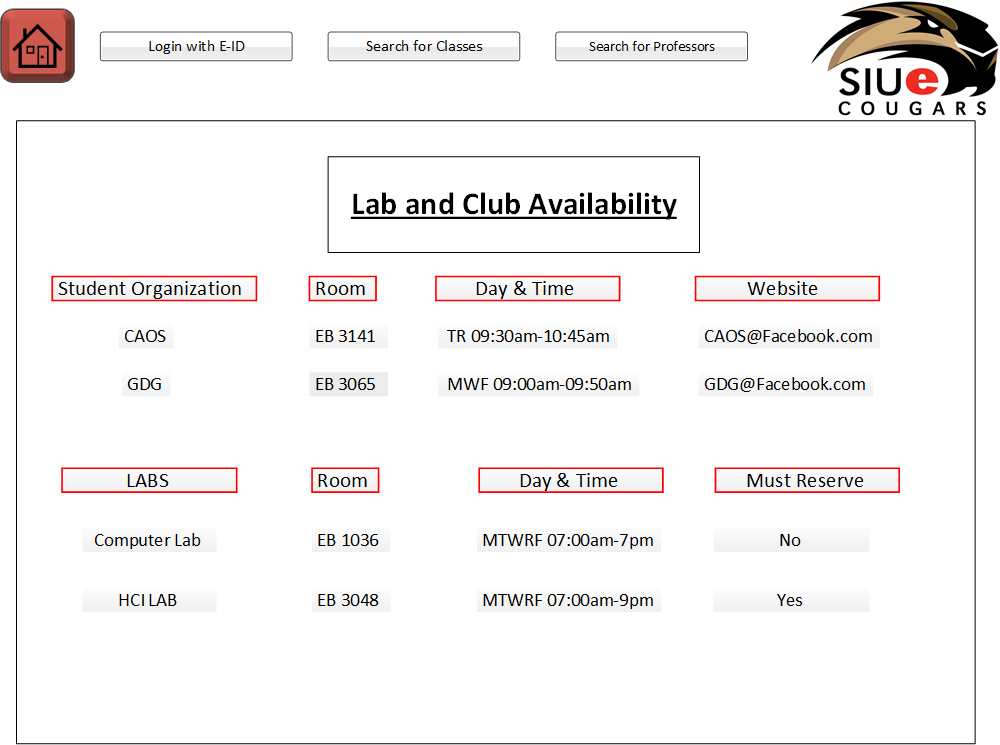 Login with E-ID Search for Classes Search for Professors
SIUe
COUGARS
Lab and Club Availability
Student Organization Room Day & Time Website
CAOS EB 3141 TR 09:30am-10:45am CAOS@Facebook.com
GDG EB 3065 MWF 09:00am-09:50am GDG@Facebook.com
LABS Room Day & Time Must Reserve
Computer Lab EB 1036 MTWRF 07:00am-7pm No
HCI LAB EB 3048 MTWRF 07:00am-9pm Yes